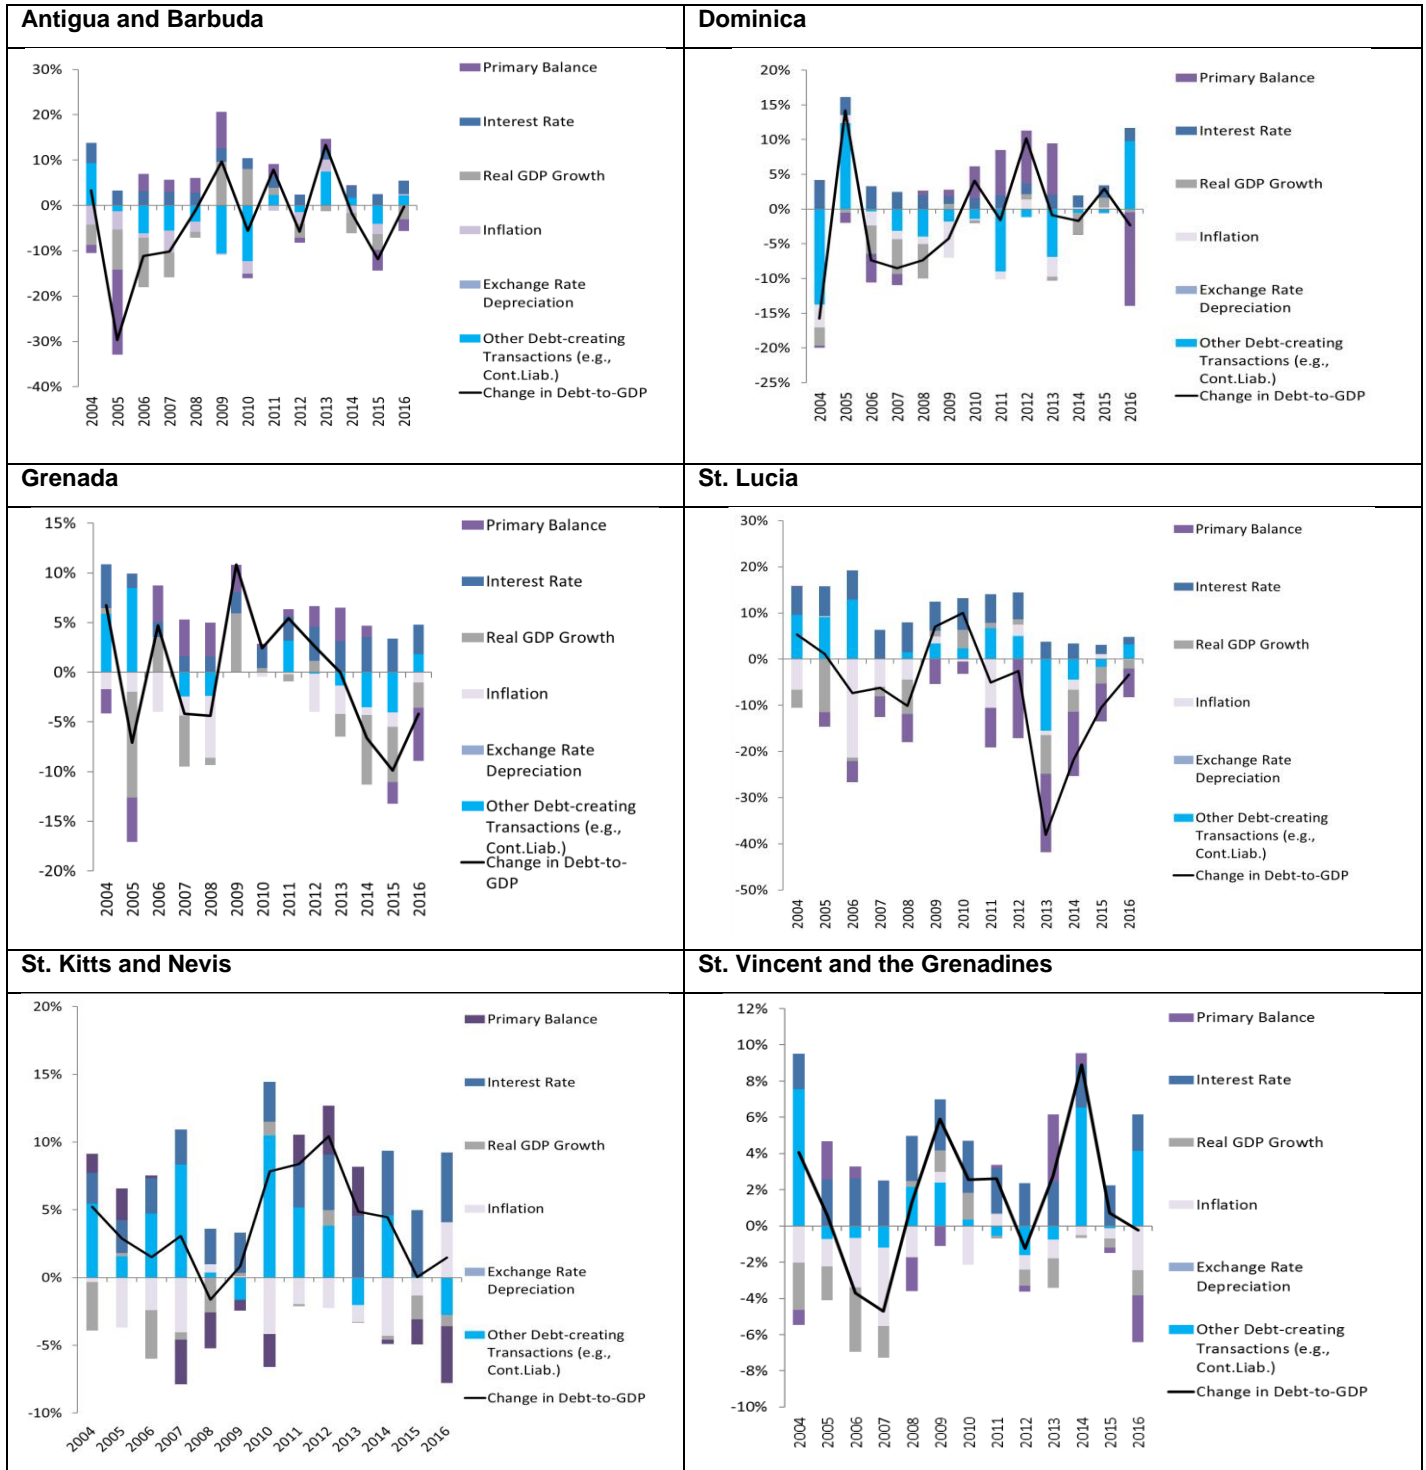 Antigua and Barbuda
30%
20%
10%
0%
-10%
-20%
-30%
-40%
2004
2005
2006
2007
2008
2009
2010
2011
2012
2013
2014
2015
2016
Primary Balance
Interest Rate
Real GDP Growth
Inflation
Exchange Rate
Depreciation
Other Debt-creating
Transactions (e.g.,
Cont.Liab.)
Change in Debt-to-GDP
Dominica
20%
15%
10%
5%
0%
-5%
-10%
-15%
-20%
-25%
2004
2005
2006
2007
2008
2009
2010
2011
2012
2013
2014
2015
2016
Primary Balance
Interest Rate
Real GDP Growth
Inflation
Exchange Rate
Depreciation
Other Debt-creating
Transactions (e.g.,
Cont.Liab.)
Change in Debt-to-GDP
Grenada
15%
10%
5%
0%
-5%
-10%
-15%
-20%
2004
2005
2006
2007
2008
2009
2010
2011
2012
2013
2014
2015
2016
Primary Balance
Interest Rate
Real GDP Growth
Inflation
Exchange Rate
Depreciation
Other Debt-creating
Transactions (e.g.,
Cont.Liab.)
Change in Debt-to-
GDP
St. Lucia
30%
20%
10%
0%
-10%
-20%
-30%
-40%
-50%
2004
2005
2006
2007
2008
2009
2010
2011
2012
2013
2014
2015
2016
Primary Balance
Interest Rate
Real GDP Growth
Inflation
Exchange Rate
Depreciation
Other Debt-creating
Transactions (e.g.,
Cont.Liab.)
Change in Debt-to-GDP
St. Kitts and Nevis
20%
15%
10%
5%
0%
-5%
-10%
2004
2005
2006
2007
2008
2009
2010
2011
2012
2013
2014
2015
2016
Primary Balance
Interest Rate
Real GDP Growth
Inflation
Exchange Rate
Depreciation
Other Debt-creating
Transactions (e.g.,
Cont.Liab.)
Change in Debt-to-GDP
St. Vincent and the Grenadines
12%
10%
8%
6%
4%
2%
0%
-2%
-4%
-6%
-8%
-10%
2004
2005
2006
2007
2008
2009
2010
2011
2012
2013
2014
2015
2016
Primary Balance
Interest Rate
Real GDP Growth
Inflation
Exchange Rate
Depreciation
Other Debt-creating
Transactions (e.g.,
Cont.Liab.)
Change in Debt-to-GDP